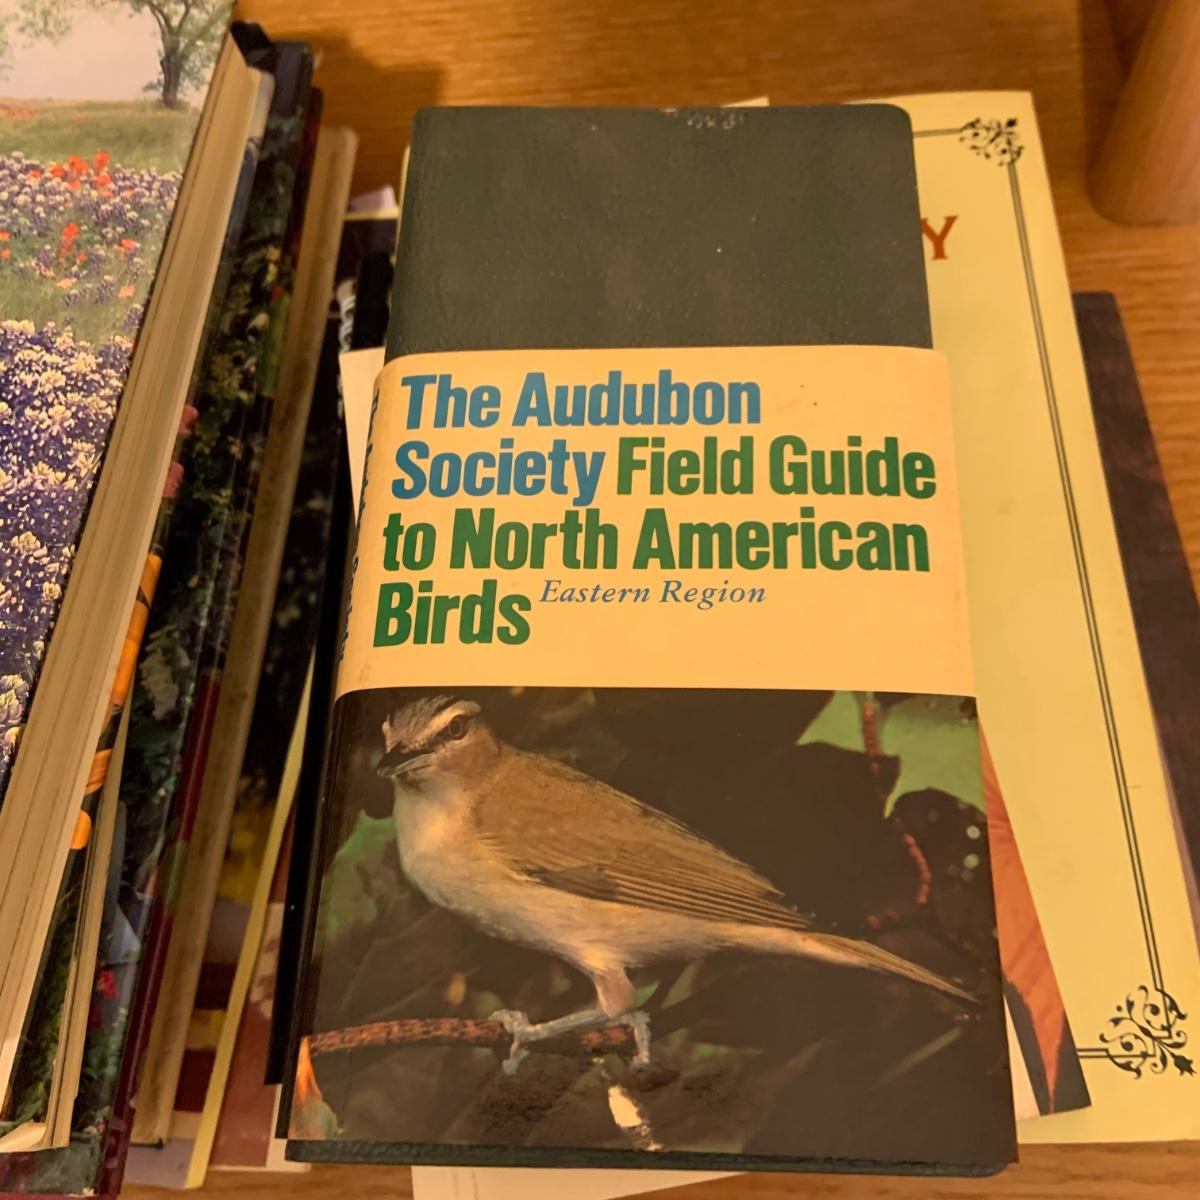 The Audubon
Society Field Guide
to North American
Birds Eastern Region
Y